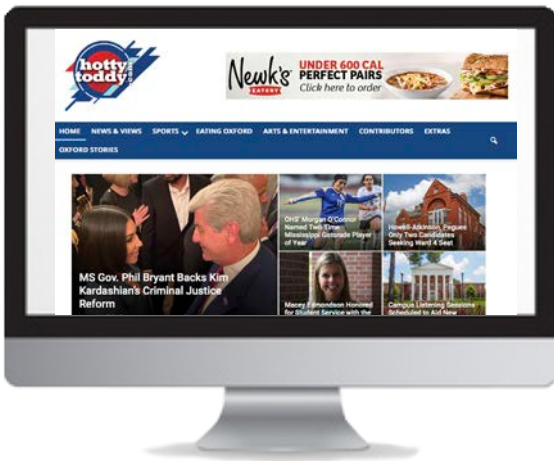 hotty
toddy
.com
Newk's
EATERY
UNDER 600 CAL
PERFECT PAIRS
Click here to order
HOME NEWS & VIEWS SPORTS EATING OXFORD ARTS & ENTERTAINMENT CONTRIBUTORS EXTRAS
OXFORD STORIES
MS Gov. Phil Bryant Backs Kim
Kardashian's Criminal Justice
Reform
OHS' Morgan O'Connor
Named Two-Time
Mississippi Gatorade Player
of Year
Howell-Atkinson, Pegues
Only Two Candidates
Seeking Ward 4 Seat
Macey Edmondson Honored
for Student Service with the
Campus Listening Sessions
Scheduled to Aid New